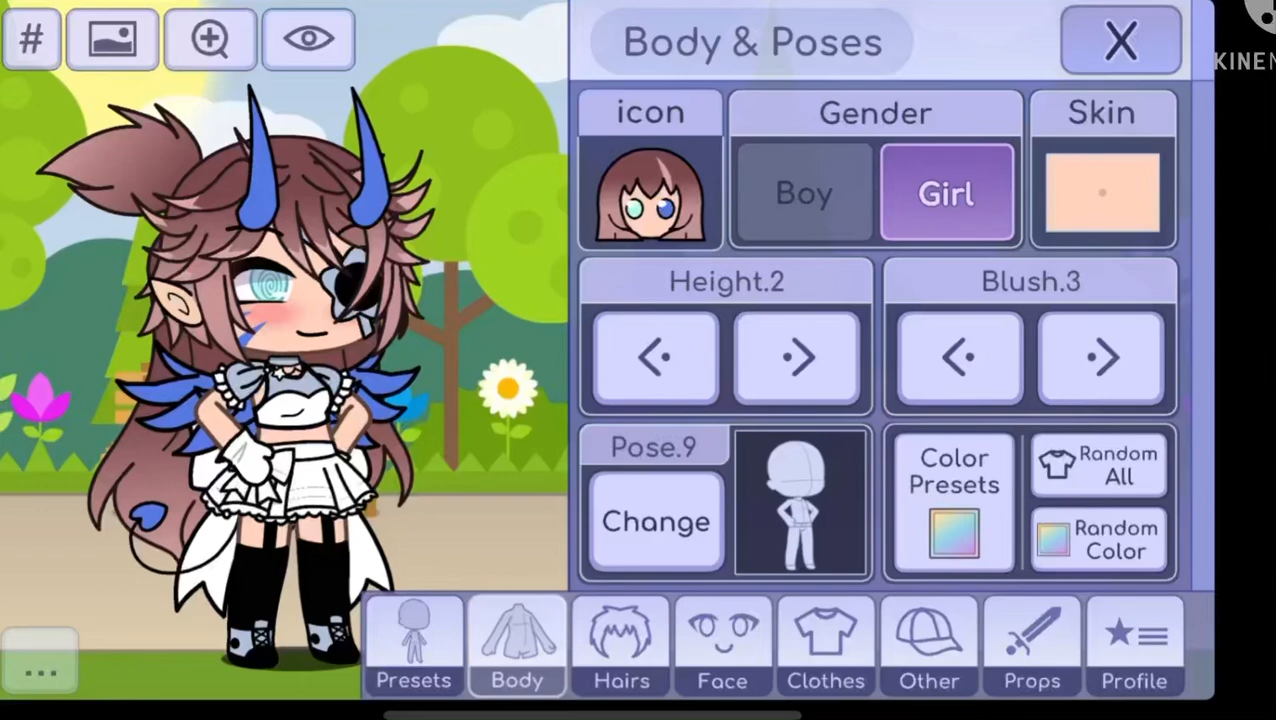 #
Body & Poses
X
KINEN
icon
Gender
Skin
Boy
Girl
Height.2
Blush.3
Pose.9
Change
Color
Presets
Random
All
Random
Color
...
Presets
Body
Hairs
Face
Clothes
Other
Props
Profile